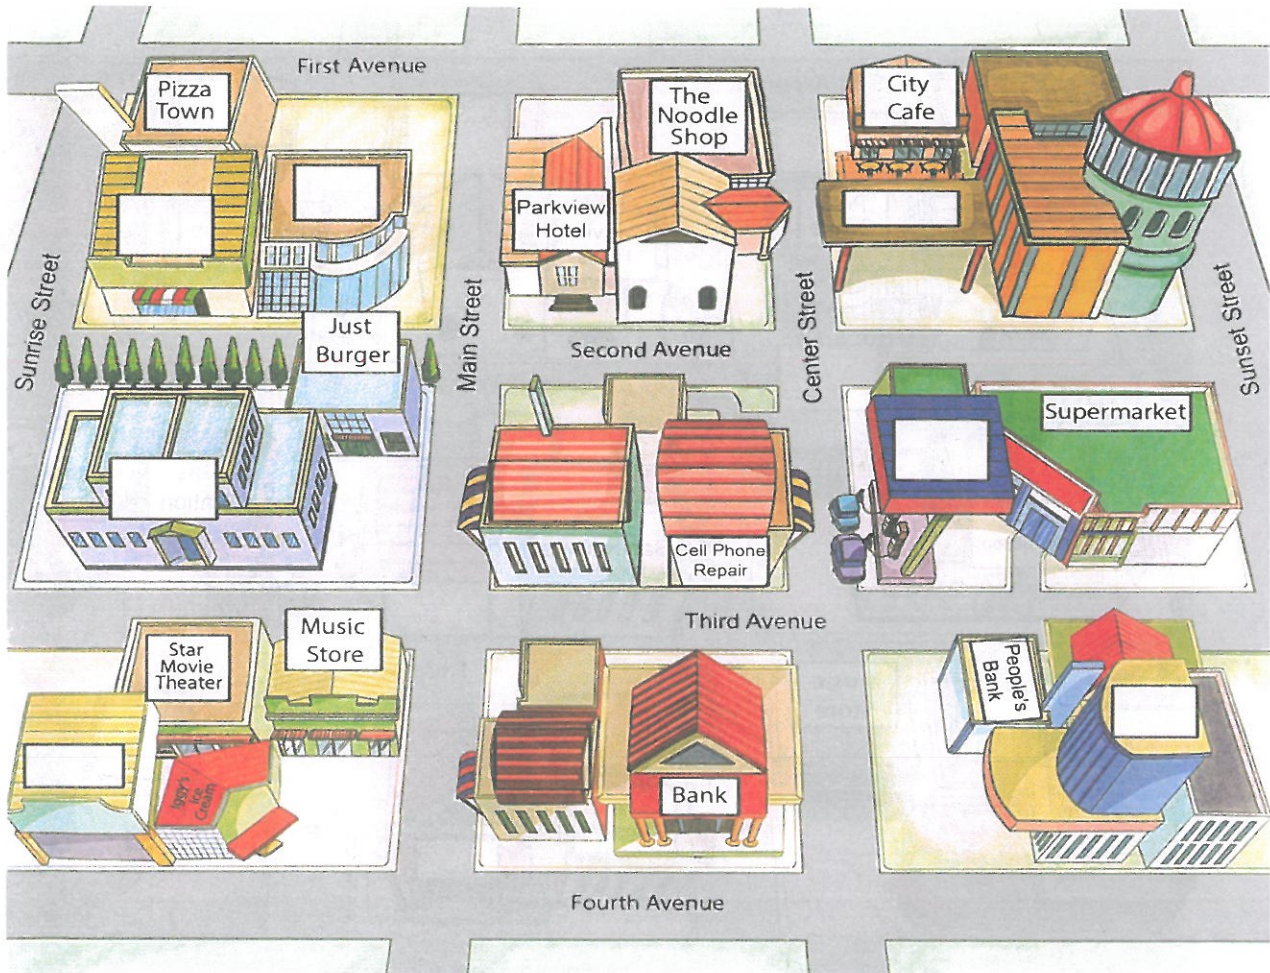 First Avenue
Pizza
Town
The
Noodle
Shop
City
Cafe
Parkview
Hotel
Sunrise Street
Main Street
Center Street
Sunset Street
Just
Burger
Second Avenue
Supermarket
Cell Phone
Repair
Third Avenue
Music
Store
Star
Movie
Theater
People's
Bank
Iggy's
Ice
Cream
Bank
Fourth Avenue